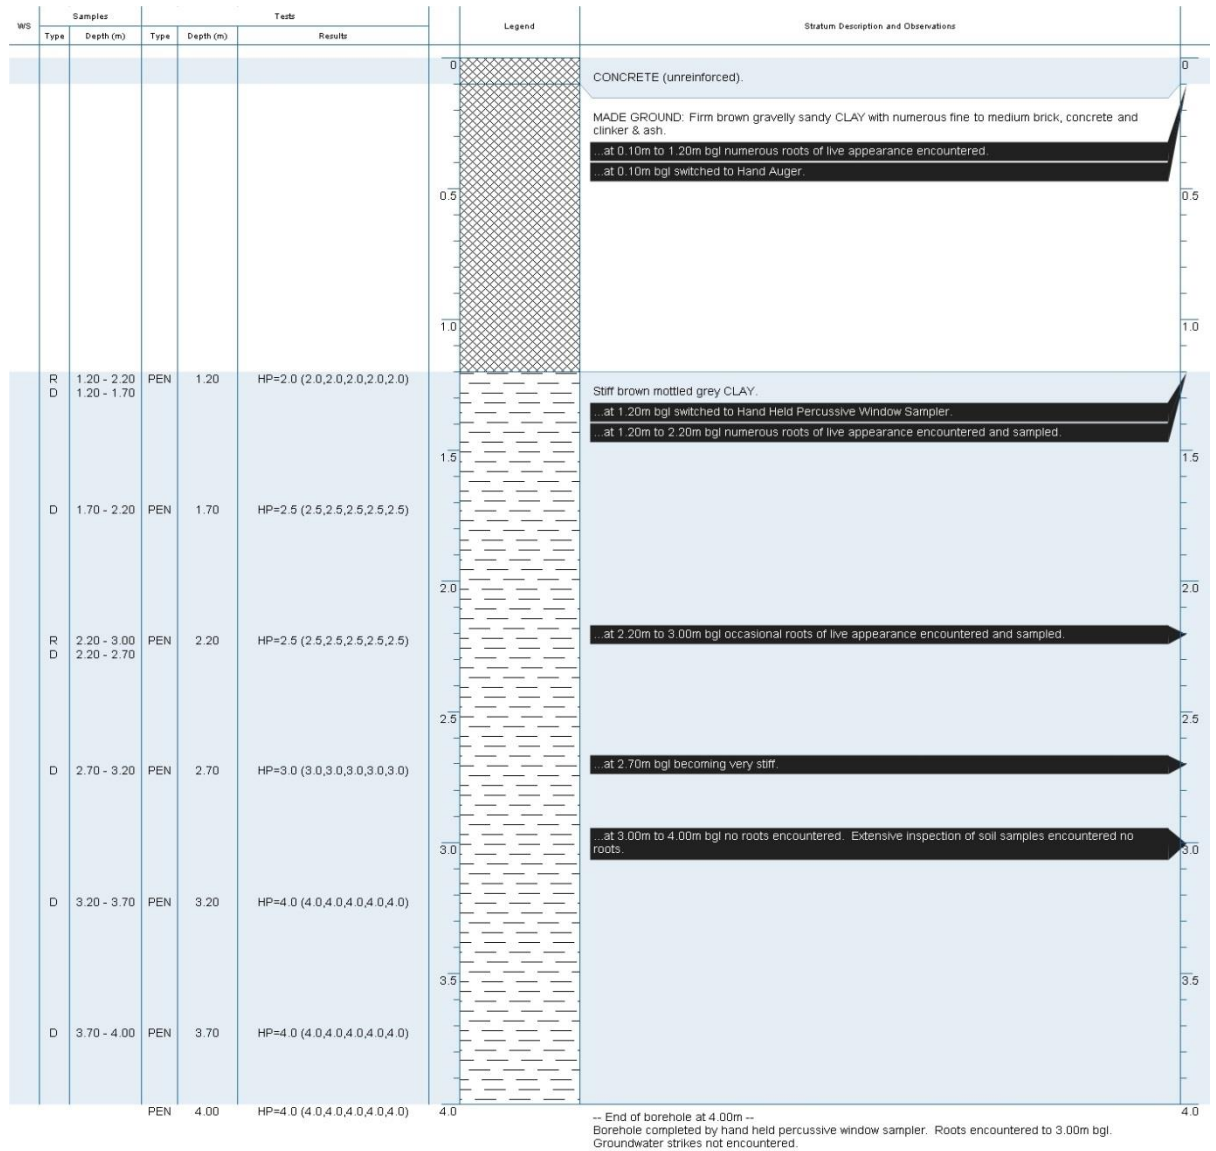 WS Samples Tests Legend Stratum Description and Observations
Type Depth (m) Type Depth (m) Results
0 0
CONCRETE (unreinforced).
MADE GROUND: Firm brown gravelly sandy CLAY with numerous fine to medium brick, concrete and
clinker & ash.
...at 0.10m to 1.20m bgl numerous roots of live appearance encountered.
...at 0.10m bgl switched to Hand Auger.
0.5 0.5
1.0 1.0
R 1.20 - 2.20 PEN 1.20 HP=2.0 (2.0,2.0,2.0,2.0,2.0)
D 1.20 - 1.70
Stiff brown mottled grey CLAY.
...at 1.20m bgl switched to Hand Held Percussive Window Sampler.
...at 1.20m to 2.20m bgl numerous roots of live appearance encountered and sampled.
1.5 1.5
D 1.70 - 2.20 PEN 1.70 HP=2.5 (2.5,2.5,2.5,2.5,2.5)
2.0 2.0
R 2.20 - 3.00 PEN 2.20 HP=2.5 (2.5,2.5,2.5,2.5,2.5)
D 2.20 - 2.70
...at 2.20m to 3.00m bgl occasional roots of live appearance encountered and sampled.
2.5 2.5
D 2.70 - 3.20 PEN 2.70 HP=3.0 (3.0,3.0,3.0,3.0,3.0)
...at 2.70m bgl becoming very stiff.
...at 3.00m to 4.00m bgl no roots encountered. Extensive inspection of soil samples encountered no
roots.
3.0 3.0
D 3.20 - 3.70 PEN 3.20 HP=4.0 (4.0,4.0,4.0,4.0,4.0)
3.5 3.5
D 3.70 - 4.00 PEN 3.70 HP=4.0 (4.0,4.0,4.0,4.0,4.0)
PEN 4.00 HP=4.0 (4.0,4.0,4.0,4.0,4.0) 4.0 4.0
-- End of borehole at 4.00m --
Borehole completed by hand held percussive window sampler. Roots encountered to 3.00m bgl.
Groundwater strikes not encountered.